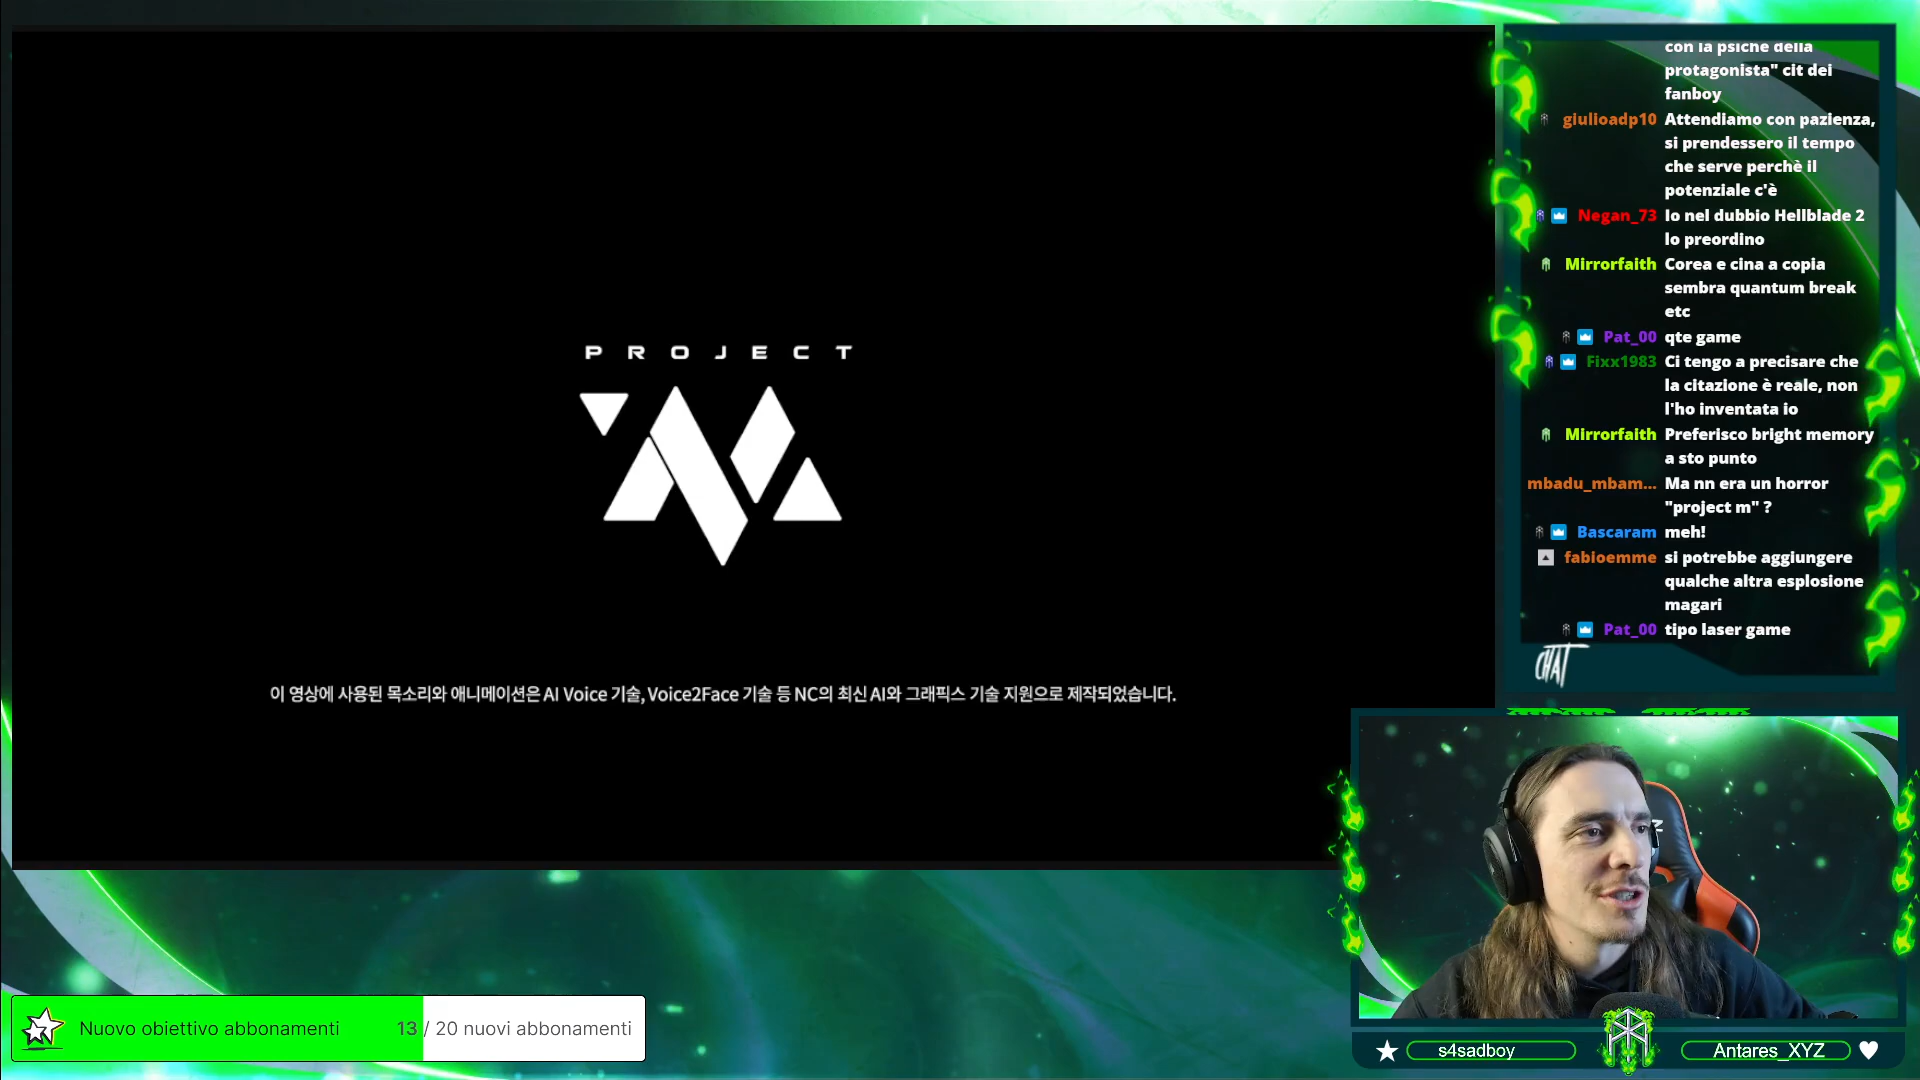 PROJECT
M
이 영상에 사용된 목소리와 애니메이션은 AI Voice 기술, Voice2Face 기술 등 NC의 최신 AI와 그래픽스 기술 지원으로 제작되었습니다.
con la psiche della
protagonista" cit dei
fanboy
giulioadp10 Attendiamo con pazienza,
si prendessero il tempo
che serve perchè il
potenziale c'è
Negan_73 Io nel dubbio Hellblade 2
lo preordino
Mirrorfaith Corea e cina a copia
sembra quantum break
etc
Pat_00 qte game
Fixx1983 Ci tengo a precisare che
la citazione è reale, non
l'ho inventata io
Mirrorfaith Preferisco bright memory
a sto punto
mbadu_mbam... Ma nn era un horror
"project m" ?
Bascaram meh!
fabioemme si potrebbe aggiungere
qualche altra esplosione
magari
Pat_00 tipo laser game
CHAT
Nuovo obiettivo abbonamenti 13 / 20 nuovi abbonamenti
s4sadboy
Antares_XYZ